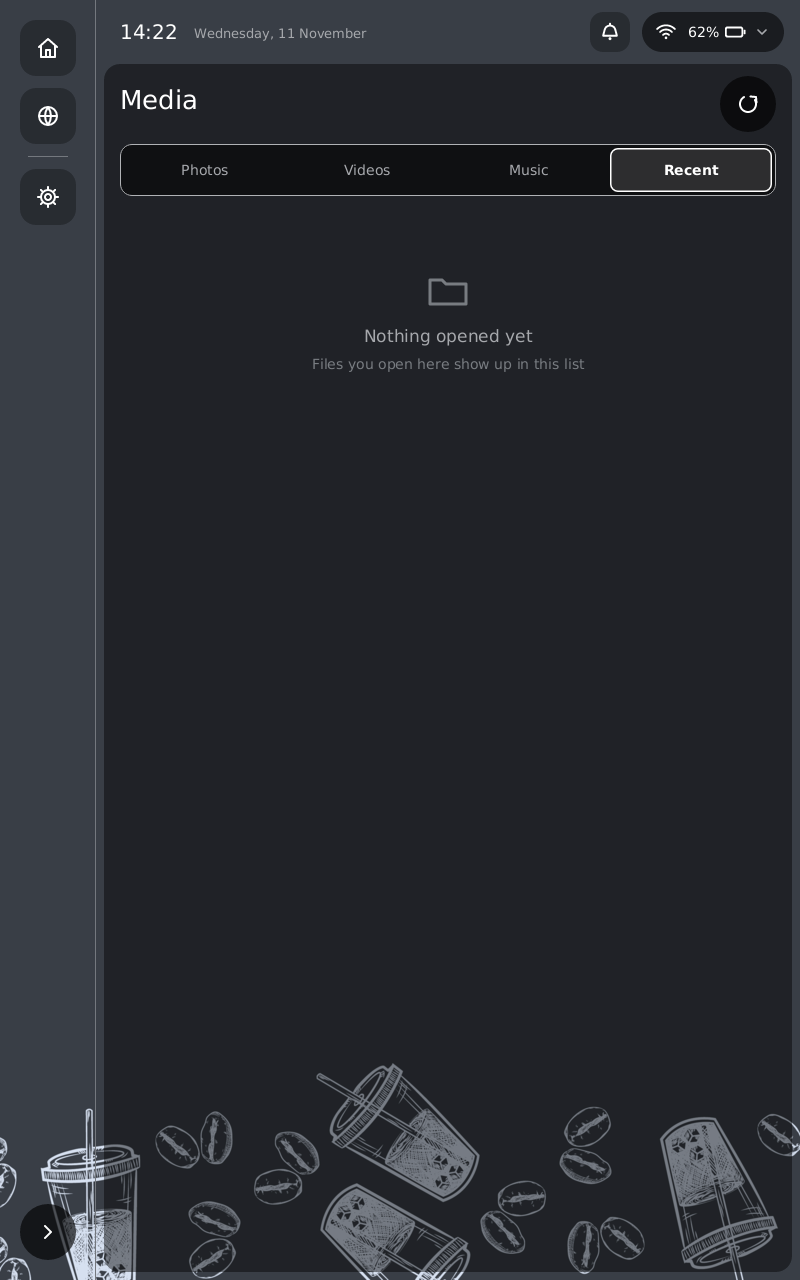 14:22 Wednesday, 11 November 62%
Media
Photos Videos Music Recent
Nothing opened yet
Files you open here show up in this list